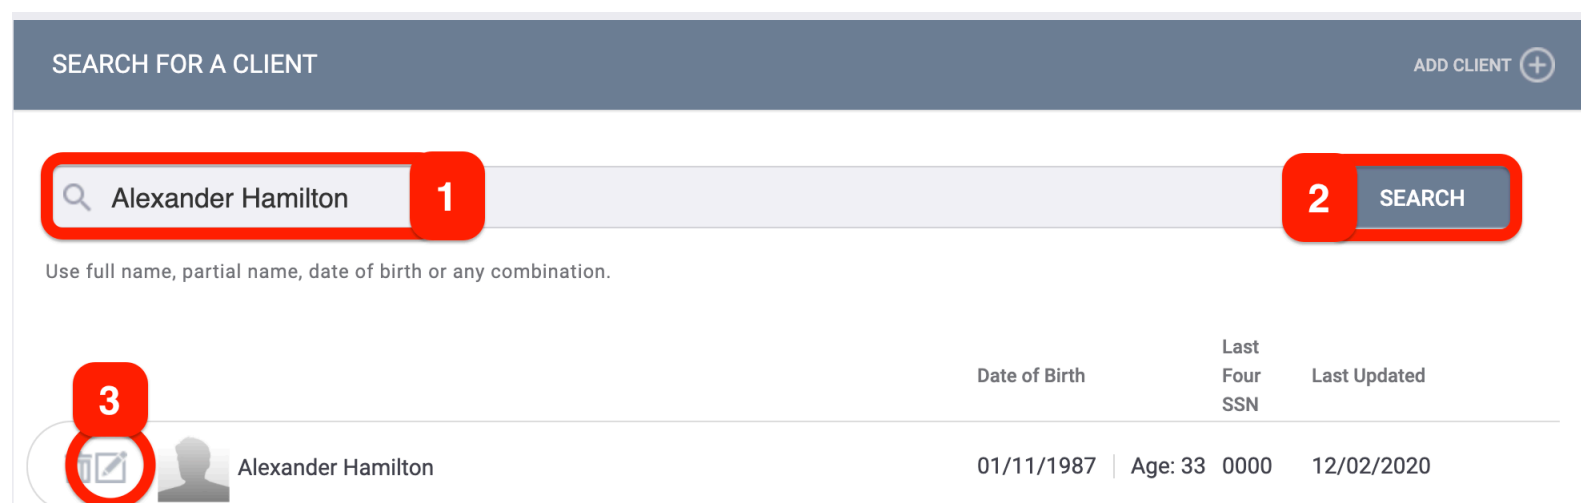 SEARCH FOR A CLIENT ADD CLIENT
Alexander Hamilton 1 2 SEARCH
Use full name, partial name, date of birth or any combination.
Date of Birth Last Four SSN Last Updated
3
Alexander Hamilton 01/11/1987 Age: 33 0000 12/02/2020